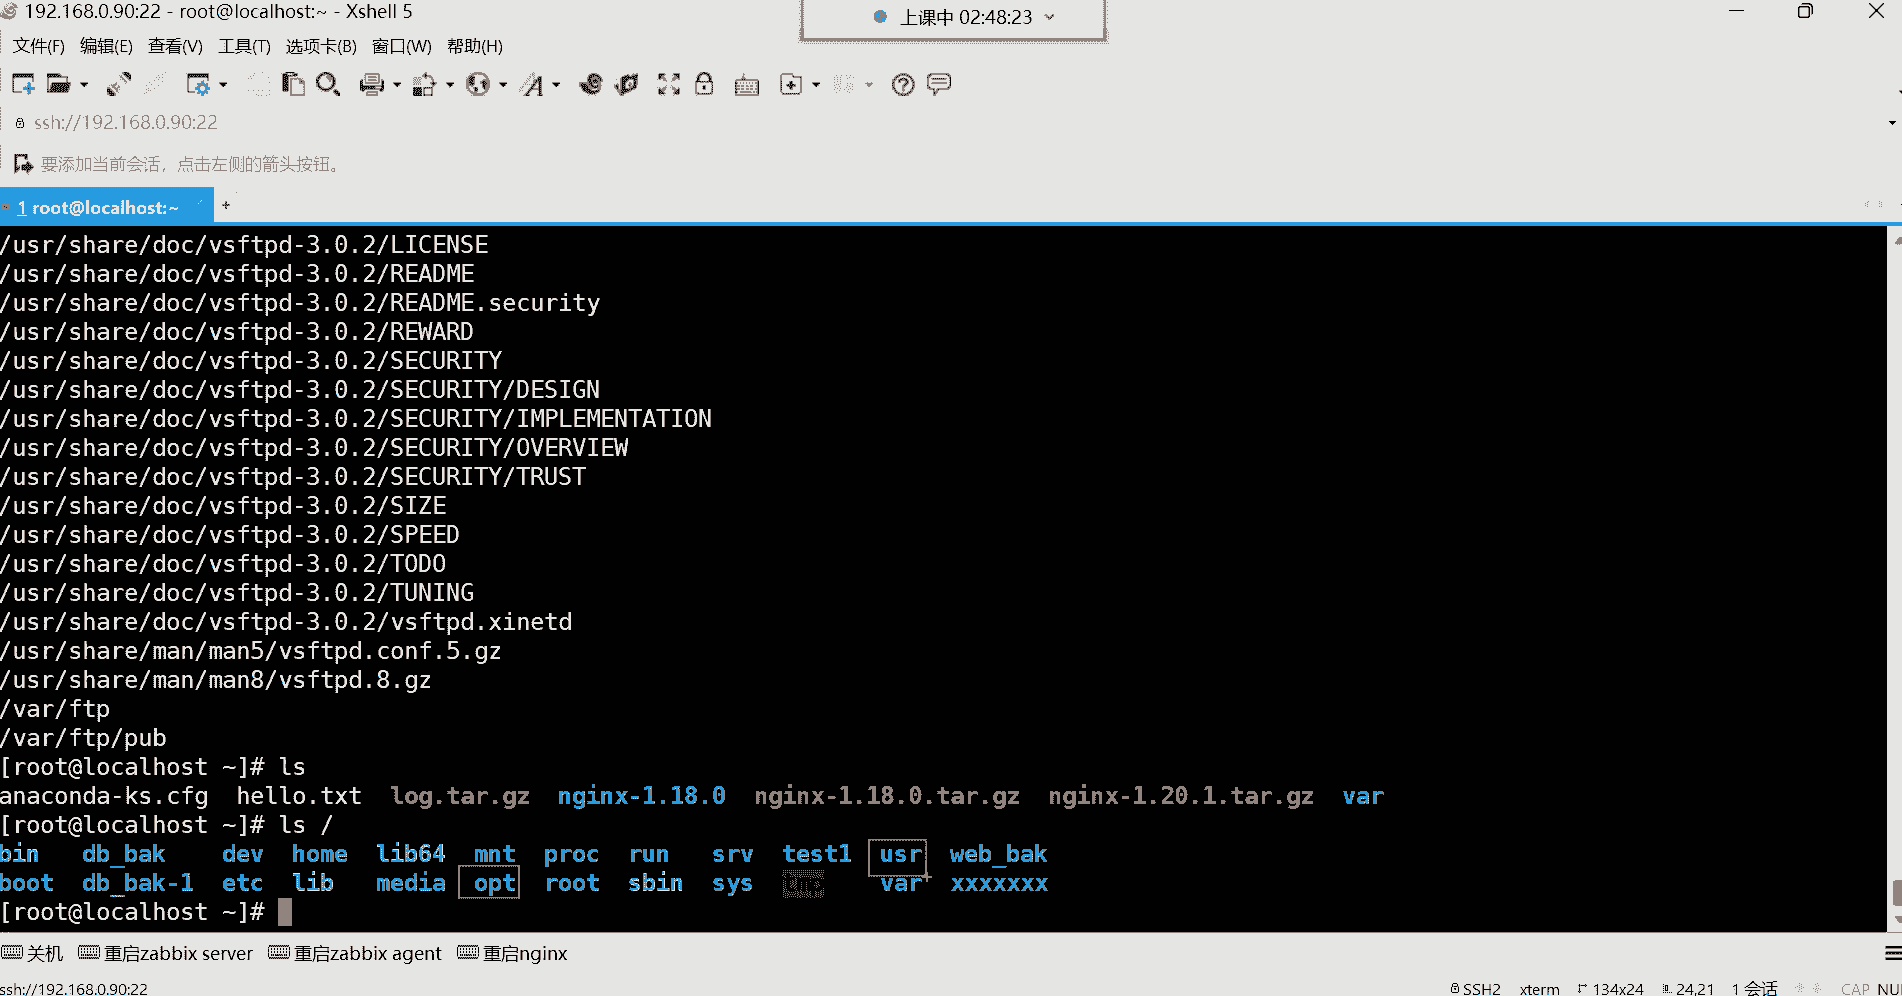 192.168.0.90:22 - root@localhost:~ - Xshell 5
上课中 02:48:23
文件(F) 编辑(E) 查看(V) 工具(T) 选项卡(B) 窗口(W) 帮助(H)
ssh://192.168.0.90:22
要添加当前会话，点击左侧的箭头按钮。
1 root@localhost:~ +
/usr/share/doc/vsftpd-3.0.2/LICENSE
/usr/share/doc/vsftpd-3.0.2/README
/usr/share/doc/vsftpd-3.0.2/README.security
/usr/share/doc/vsftpd-3.0.2/REWARD
/usr/share/doc/vsftpd-3.0.2/SECURITY
/usr/share/doc/vsftpd-3.0.2/SECURITY/DESIGN
/usr/share/doc/vsftpd-3.0.2/SECURITY/IMPLEMENTATION
/usr/share/doc/vsftpd-3.0.2/SECURITY/OVERVIEW
/usr/share/doc/vsftpd-3.0.2/SECURITY/TRUST
/usr/share/doc/vsftpd-3.0.2/SIZE
/usr/share/doc/vsftpd-3.0.2/SPEED
/usr/share/doc/vsftpd-3.0.2/TODO
/usr/share/doc/vsftpd-3.0.2/TUNING
/usr/share/doc/vsftpd-3.0.2/vsftpd.xinetd
/usr/share/man/man5/vsftpd.conf.5.gz
/usr/share/man/man8/vsftpd.8.gz
/var/ftp
/var/ftp/pub
[root@localhost ~]# ls
anaconda-ks.cfg hello.txt log.tar.gz nginx-1.18.0 nginx-1.18.0.tar.gz nginx-1.20.1.tar.gz var
[root@localhost ~]# ls /
bin db_bak dev home lib64 mnt proc run srv test1 usr web_bak
boot db_bak-1 etc lib media opt root sbin sys var xxxxxxx
[root@localhost ~]#
关机 重启zabbix server 重启zabbix agent 重启nginx
ssh://192.168.0.90:22 SSH2 xterm 134x24 24,21 1 会话 CAP NU